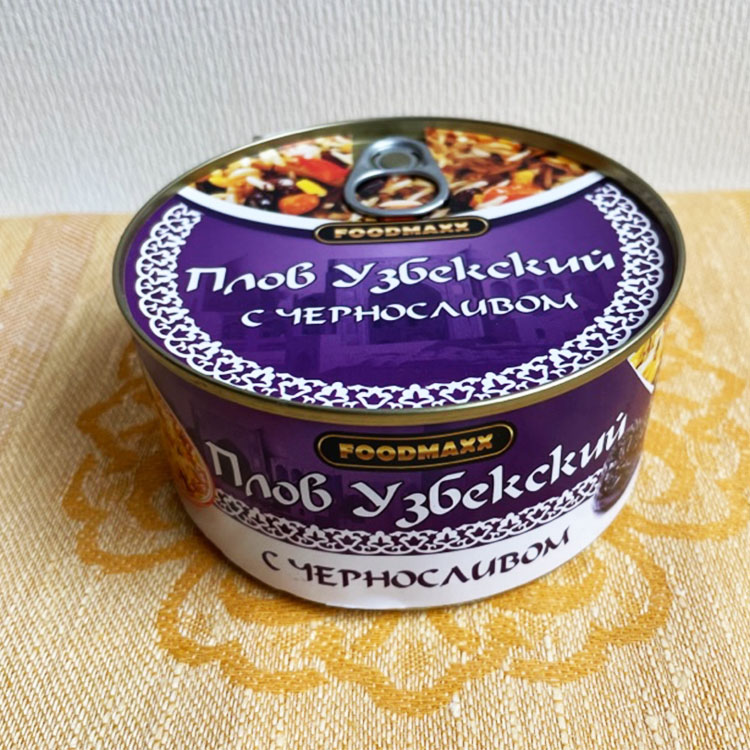 FOODMAXX
Плов Узбекский
с черносливом
FOODMAXX
Плов Узбекский
с черносливом